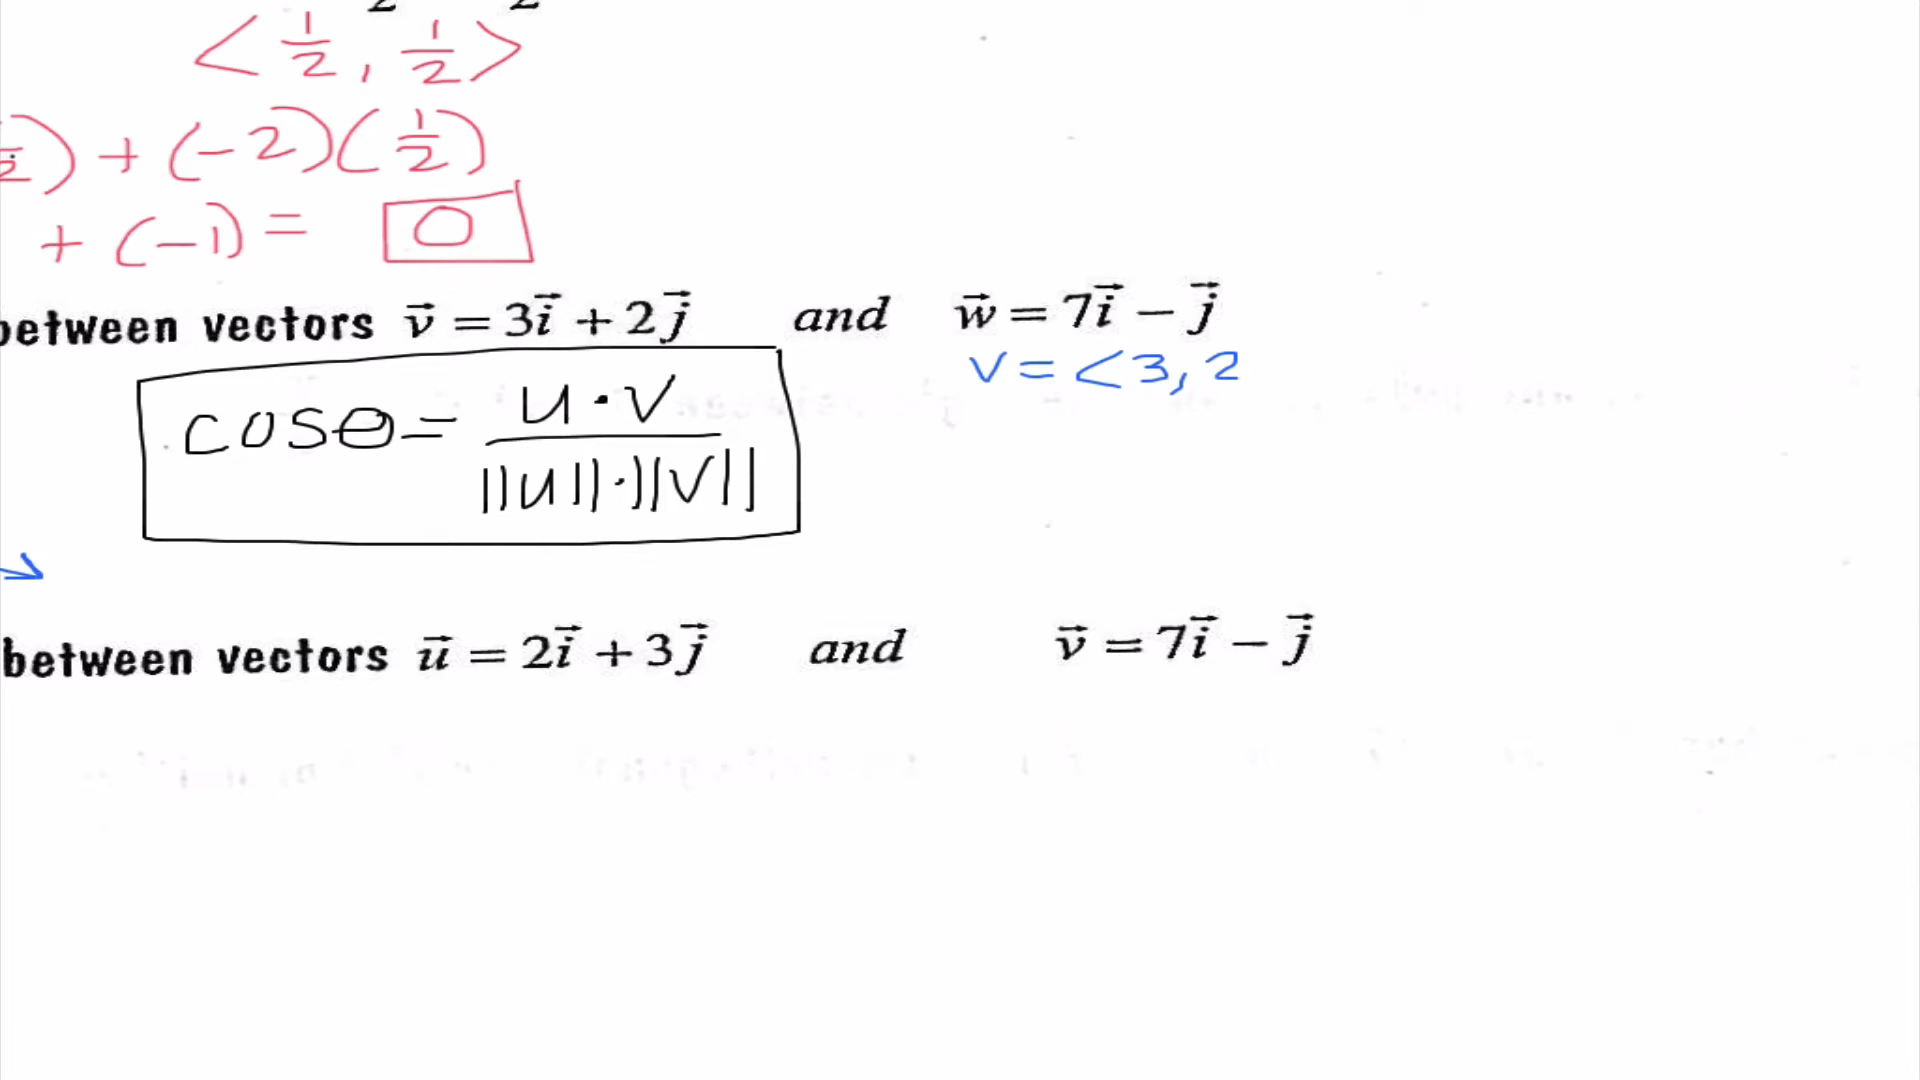 < 1/2 , 1/2 >
) + (-2)(1/2)
+ (-1) = 0
between vectors v⃗ = 3i⃗ + 2j⃗ and w⃗ = 7i⃗ − j⃗
v = <3, 2
cosθ = u · v / ||u|| · ||v||
between vectors u⃗ = 2i⃗ + 3j⃗ and v⃗ = 7i⃗ − j⃗